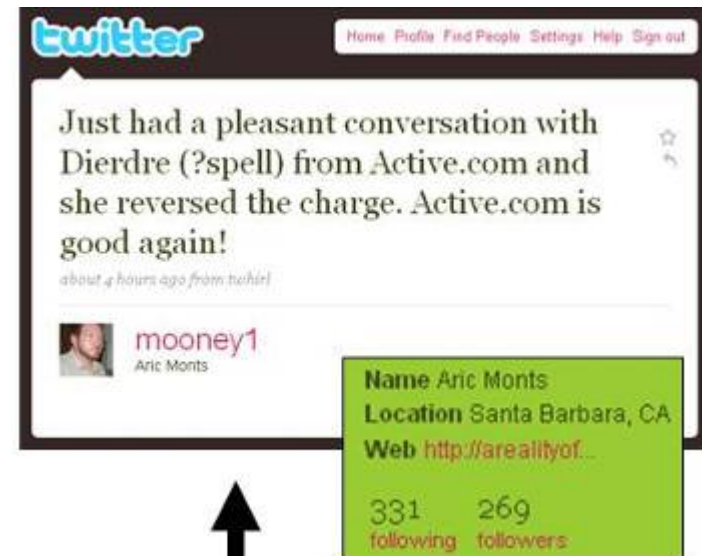 twitter
Home Profile Find People Settings Help Sign out
Just had a pleasant conversation with
Dierdre (?spell) from Active.com and
she reversed the charge. Active.com is
good again!
about 4 hours ago from twhirl
mooney1
Aric Monts
Name Aric Monts
Location Santa Barbara, CA
Web http://arealityof...
331 269
following followers